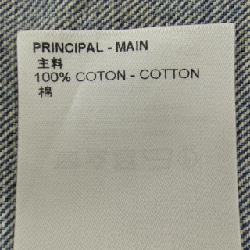 PRINCIPAL - MAIN
主料
100% COTON - COTTON
棉